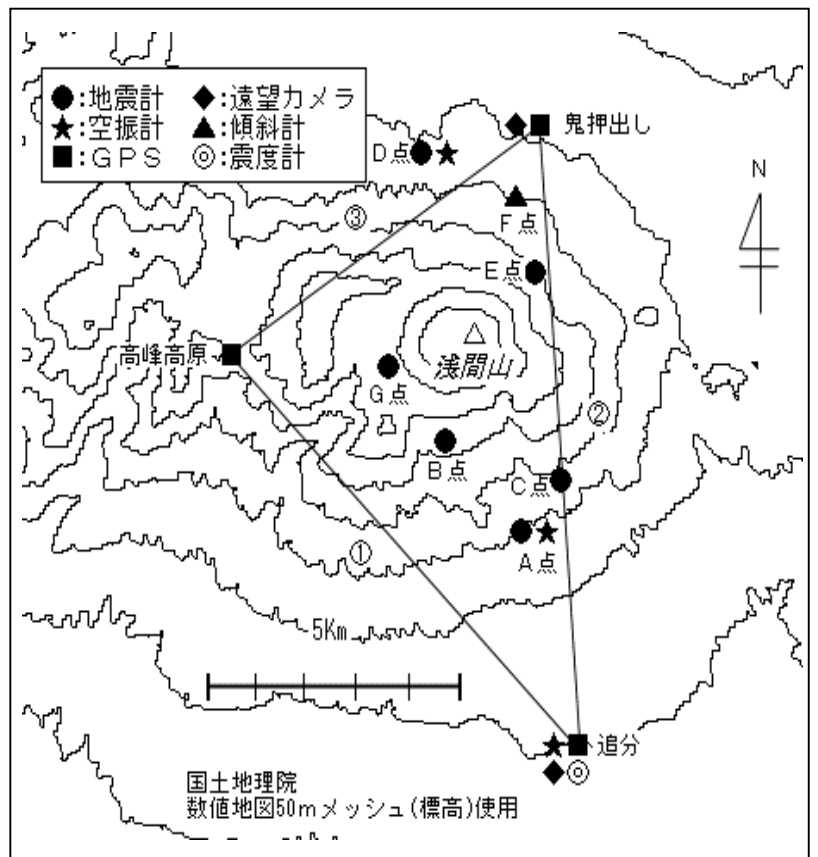 ●:地震計 ◆:遠望カメラ
★:空振計 ▲:傾斜計
■:GPS ◎:震度計
鬼押出し
D点
N
F点
③
E点
高峰高原
浅間山
G点
②
B点
C点
①
A点
5Km
追分
国土地理院
数値地図50mメッシュ(標高)使用